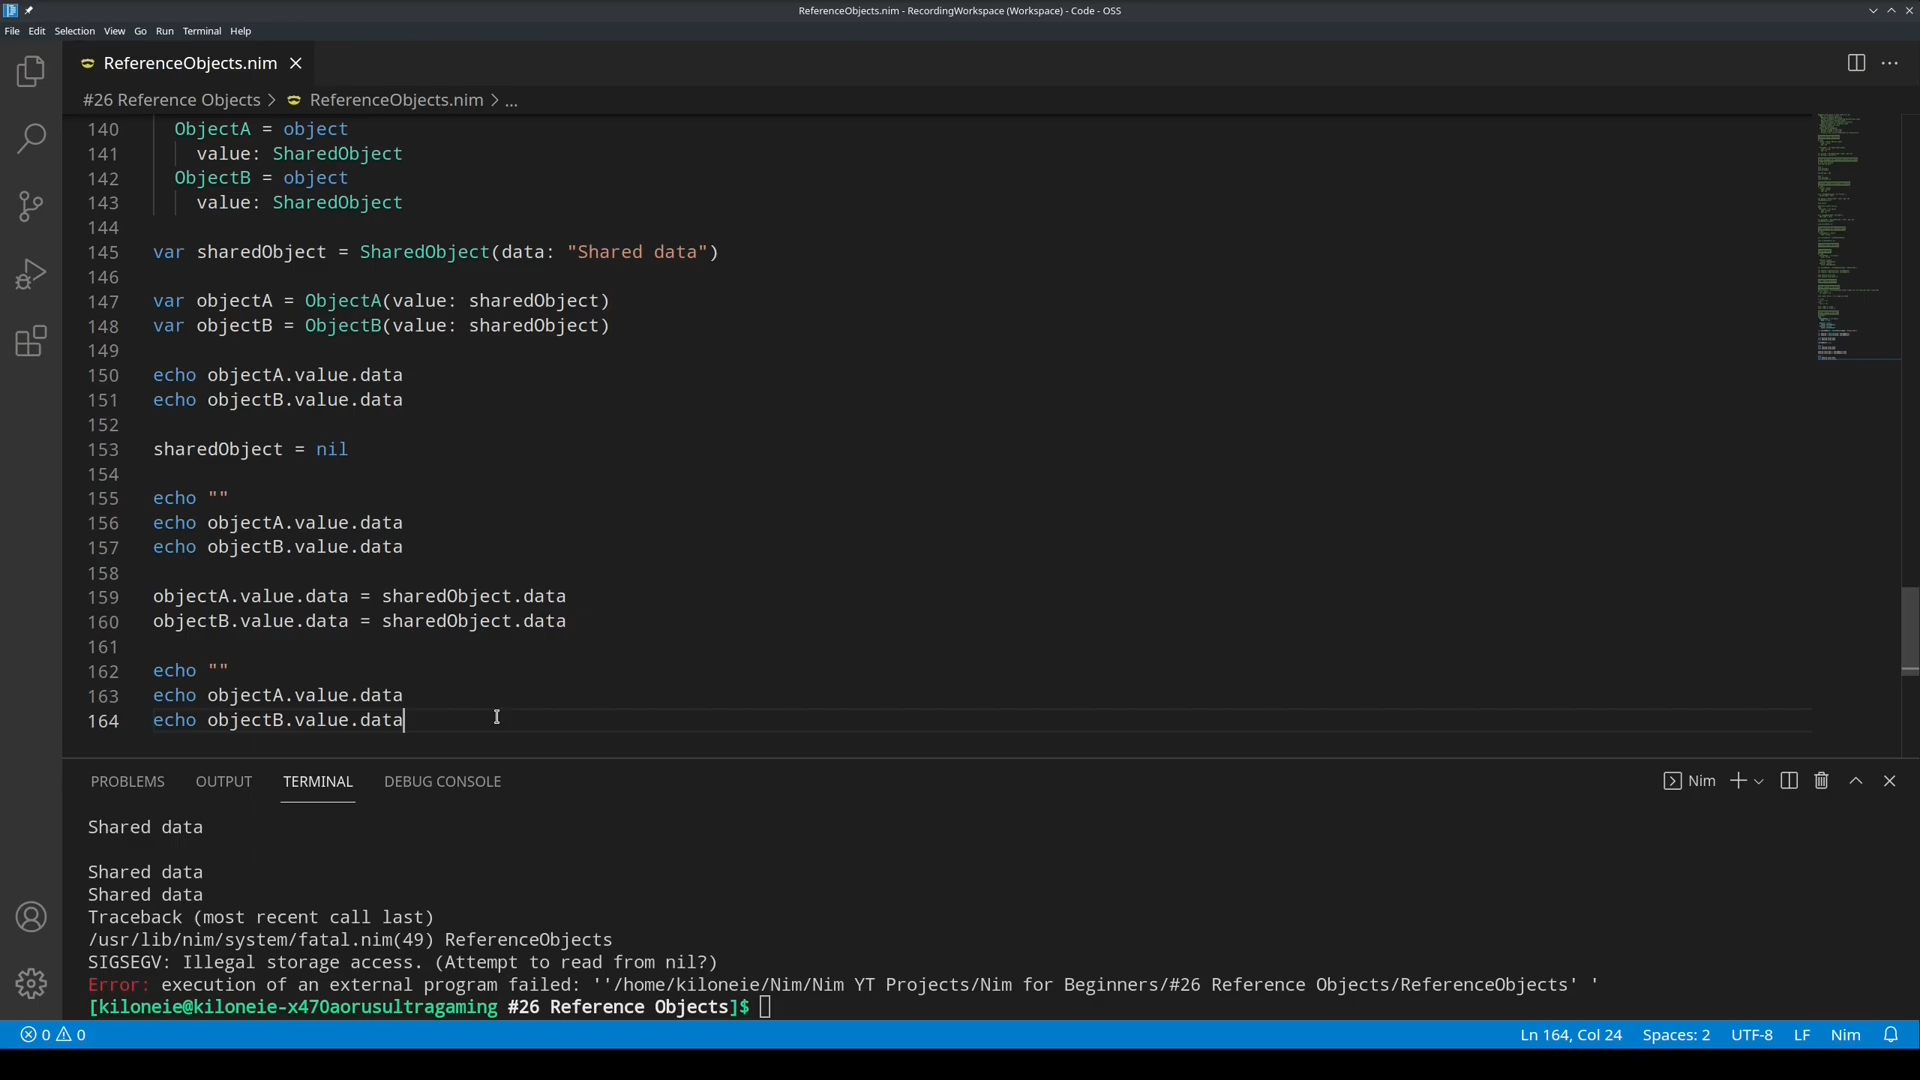 ReferenceObjects.nim - RecordingWorkspace (Workspace) - Code - OSS
File Edit Selection View Go Run Terminal Help
ReferenceObjects.nim
#26 Reference Objects > ReferenceObjects.nim > ...
140 ObjectA = object
141 value: SharedObject
142 ObjectB = object
143 value: SharedObject
144
145 var sharedObject = SharedObject(data: "Shared data")
146
147 var objectA = ObjectA(value: sharedObject)
148 var objectB = ObjectB(value: sharedObject)
149
150 echo objectA.value.data
151 echo objectB.value.data
152
153 sharedObject = nil
154
155 echo ""
156 echo objectA.value.data
157 echo objectB.value.data
158
159 objectA.value.data = sharedObject.data
160 objectB.value.data = sharedObject.data
161
162 echo ""
163 echo objectA.value.data
164 echo objectB.value.data
PROBLEMS OUTPUT TERMINAL DEBUG CONSOLE Nim
Shared data
Shared data
Shared data
Traceback (most recent call last)
/usr/lib/nim/system/fatal.nim(49) ReferenceObjects
SIGSEGV: Illegal storage access. (Attempt to read from nil?)
Error: execution of an external program failed: ''/home/kiloneie/Nim/Nim YT Projects/Nim for Beginners/#26 Reference Objects/ReferenceObjects' '
[kiloneie@kiloneie-x470aorusultragaming #26 Reference Objects]$
0 0 Ln 164, Col 24 Spaces: 2 UTF-8 LF Nim